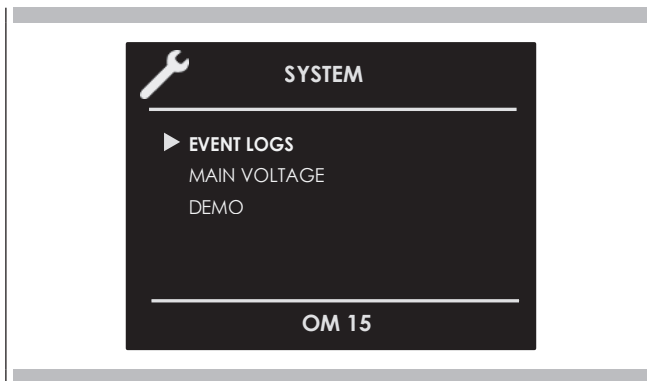 SYSTEM
EVENT LOGS
MAIN VOLTAGE
DEMO
OM 15